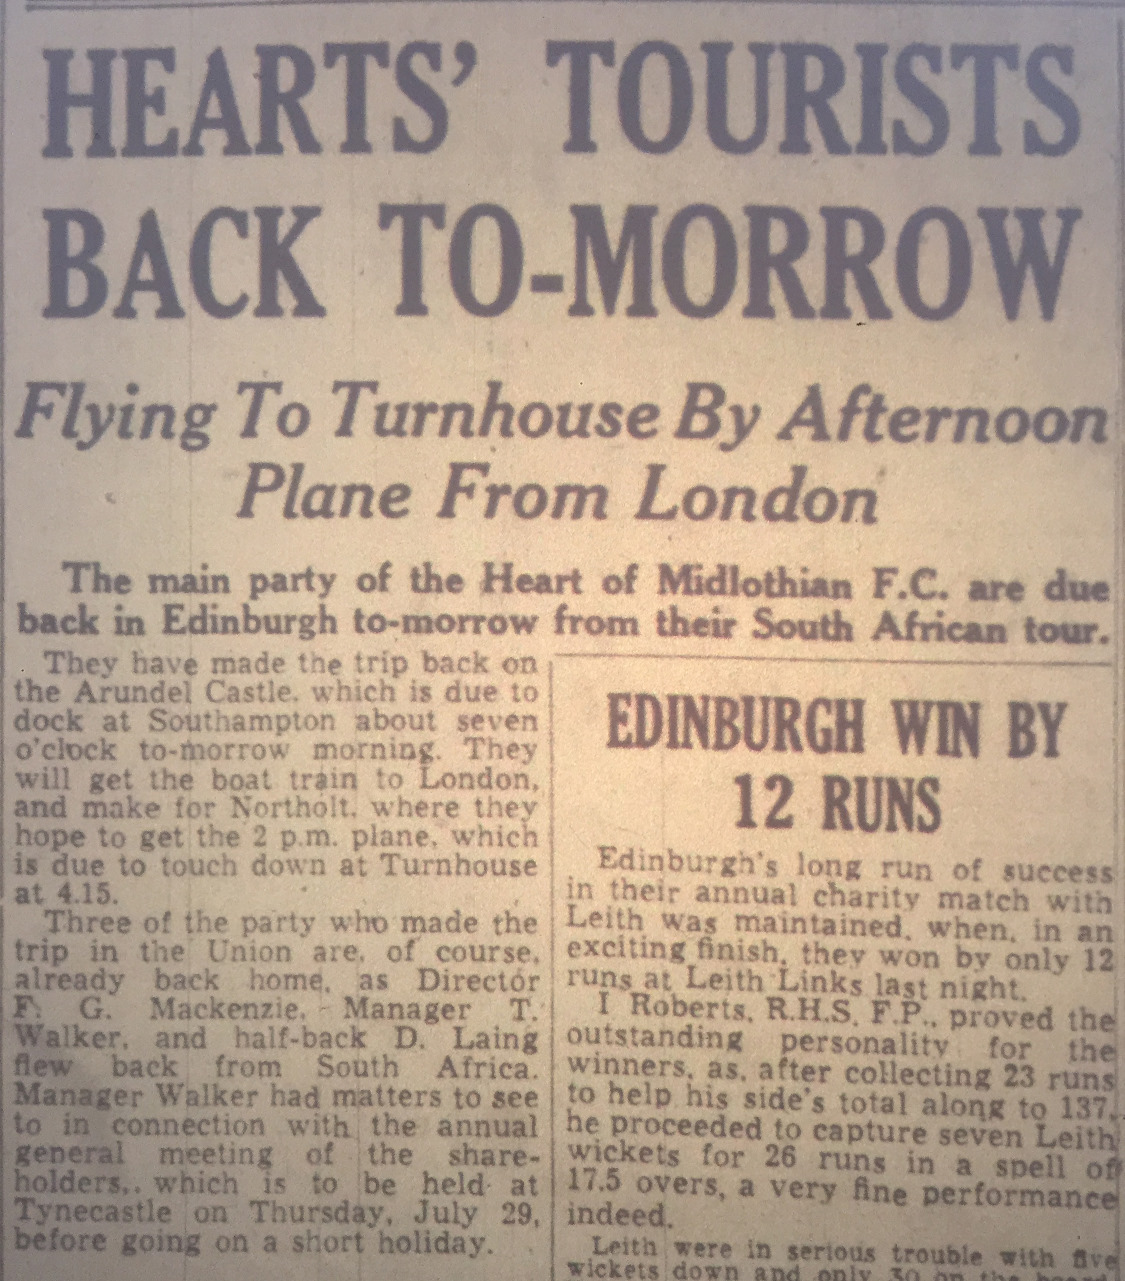 HEARTS' TOURISTS
BACK TO-MORROW
Flying To Turnhouse By Afternoon
Plane From London
The main party of the Heart of Midlothian F.C. are due
back in Edinburgh to-morrow from their South African tour.
They have made the trip back on
the Arundel Castle, which is due to
dock at Southampton about seven
o'clock to-morrow morning. They
will get the boat train to London,
and make for Northolt, where they
hope to get the 2 p.m. plane, which
is due to touch down at Turnhouse
at 4.15.
Three of the party who made the
trip in the Union are, of course,
already back home, as Director
F. G. Mackenzie, Manager T.
Walker, and half-back D. Laing
flew back from South Africa.
Manager Walker had matters to see
to in connection with the annual
general meeting of the share-
holders,. which is to be held at
Tynecastle on Thursday, July 29,
before going on a short holiday.
EDINBURGH WIN BY
12 RUNS
Edinburgh's long run of success
in their annual charity match with
Leith was maintained, when, in an
exciting finish, they won by only 12
runs at Leith Links last night.
I Roberts, R.H.S. F.P., proved the
outstanding personality for the
winners, as, after collecting 23 runs
to help his side's total along to 137,
he proceeded to capture seven Leith
wickets for 26 runs in a spell of
17.5 overs, a very fine performance
indeed.
Leith were in serious trouble with five
wickets down and only 30 on the